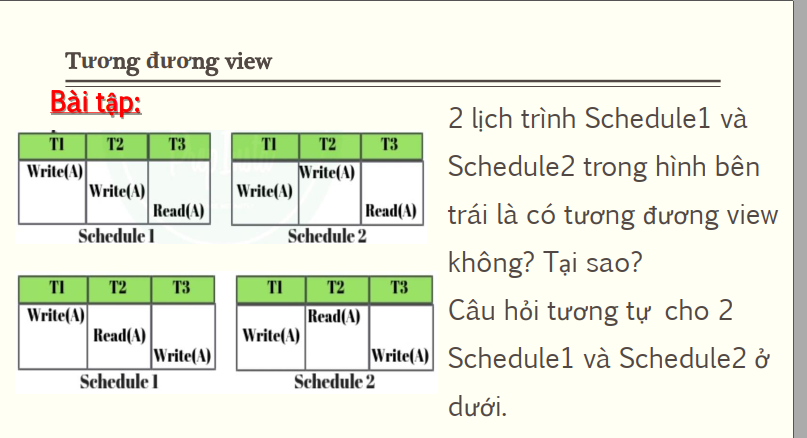 Tương đương view
Bài tập:
T1 T2 T3
Write(A)
Write(A)
Read(A)
Schedule 1
T1 T2 T3
Write(A)
Write(A)
Read(A)
Schedule 2
T1 T2 T3
Write(A)
Read(A)
Write(A)
Schedule 1
T1 T2 T3
Read(A)
Write(A)
Write(A)
Schedule 2
2 lịch trình Schedule1 và
Schedule2 trong hình bên
trái là có tương đương view
không? Tại sao?
Câu hỏi tương tự cho 2
Schedule1 và Schedule2 ở
dưới.